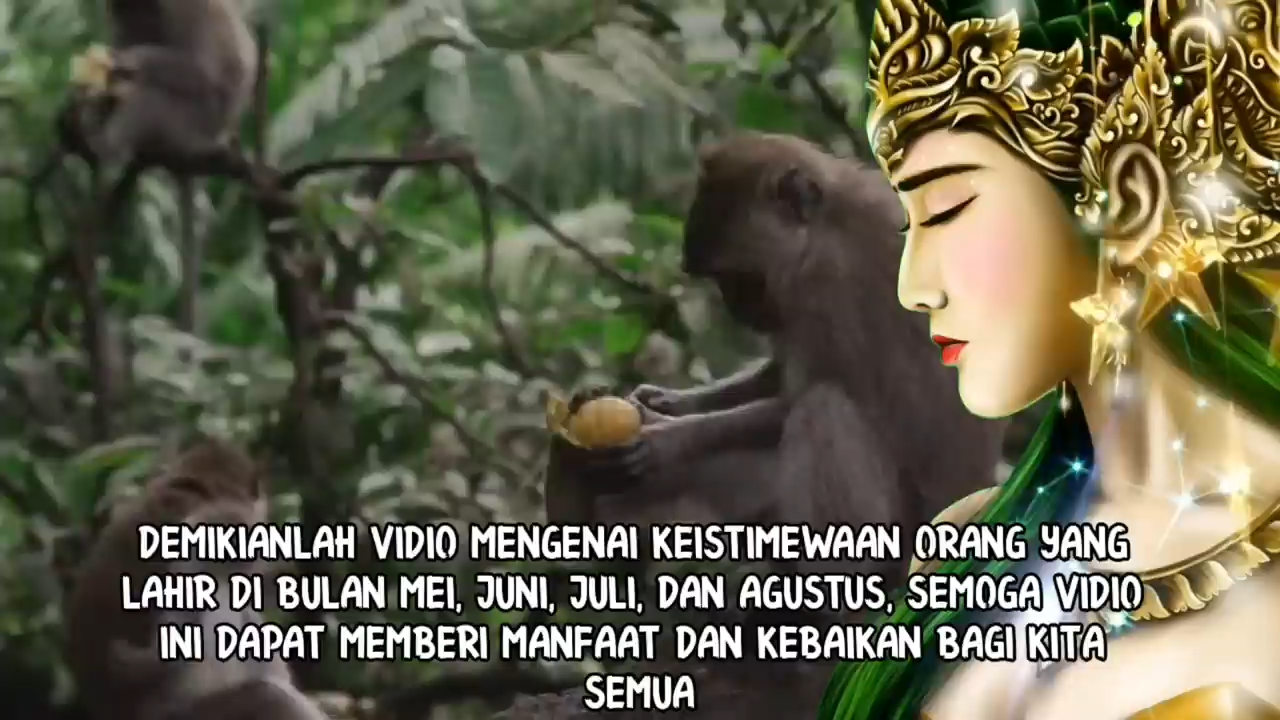 DEMIKIANLAH VIDIO MENGENAI KEISTIMEWAAN ORANG YANG
LAHIR DI BULAN MEI, JUNI, JULI, DAN AGUSTUS, SEMOGA VIDIO
INI DAPAT MEMBERI MANFAAT DAN KEBAIKAN BAGI KITA
SEMUA